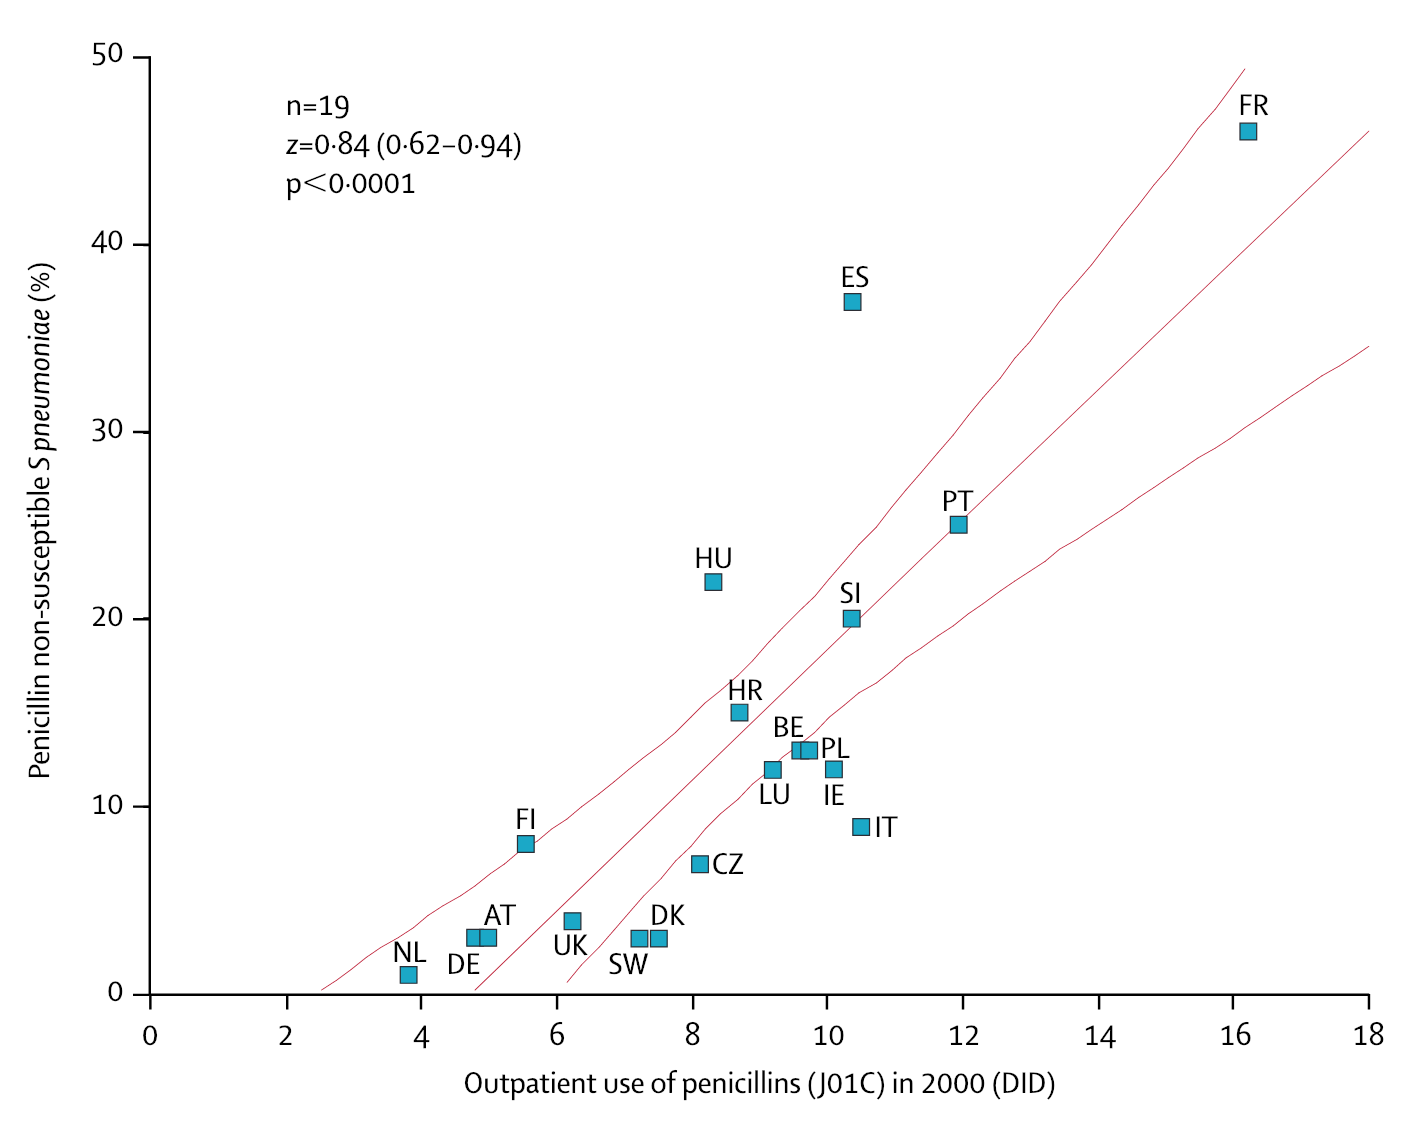 50
n=19
z=0·84 (0·62–0·94)
p<0·0001
FR
40
ES
30
PT
HU
SI
20
HR
BE
PL
LU
IE
10
FI
IT
CZ
AT
DK
UK
NL
DE
SW
0
0 2 4 6 8 10 12 14 16 18
Penicillin non-susceptible S pneumoniae (%)
Outpatient use of penicillins (J01C) in 2000 (DID)